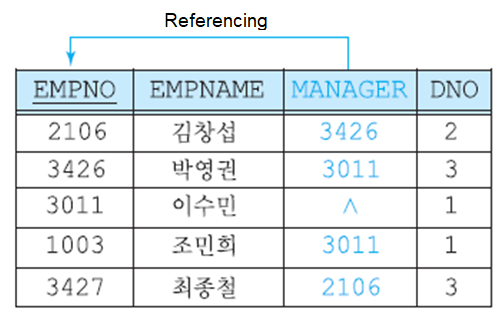 Referencing
EMPNO EMPNAME MANAGER DNO
2106 김창섭 3426 2
3426 박영권 3011 3
3011 이수민 ∧ 1
1003 조민희 3011 1
3427 최종철 2106 3